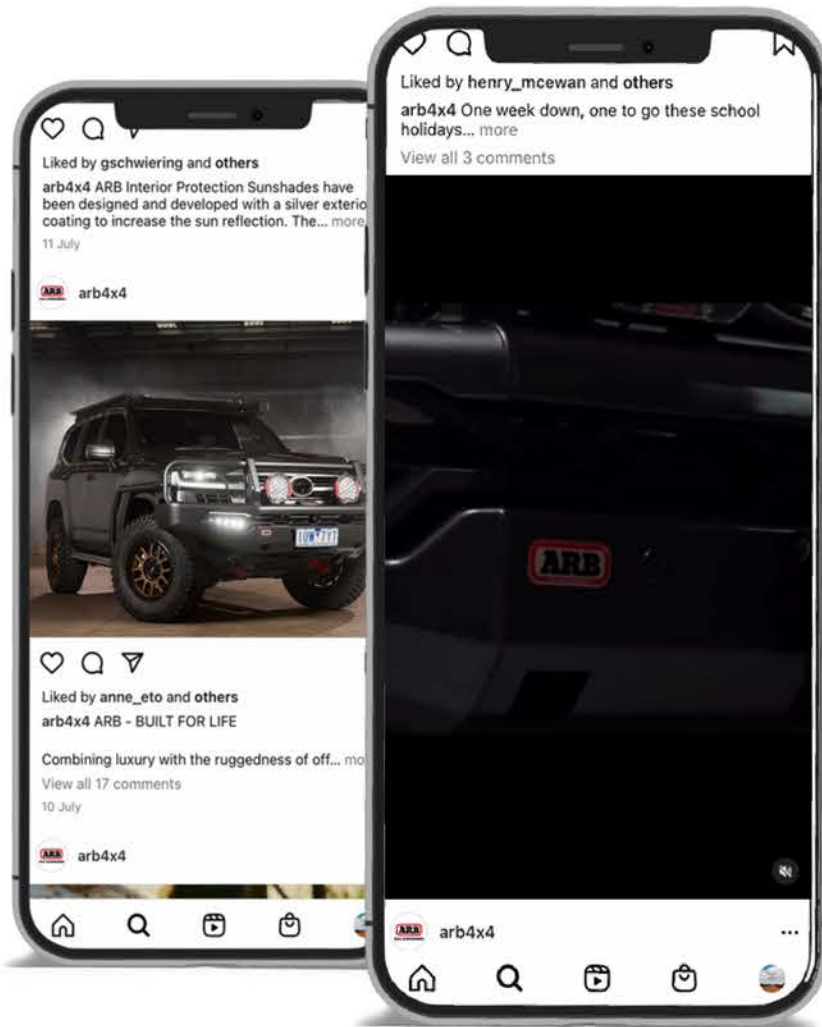 Liked by gschwiering and others
arb4x4 ARB Interior Protection Sunshades have
been designed and developed with a silver exterio
coating to increase the sun reflection. The... more
11 July
ARB
arb4x4
Liked by anne_eto and others
arb4x4 ARB - BUILT FOR LIFE
Combining luxury with the ruggedness of off... mo
View all 17 comments
10 July
ARB
arb4x4
Liked by henry_mcewan and others
arb4x4 One week down, one to go these school
holidays... more
View all 3 comments
ARB
ARB
arb4x4